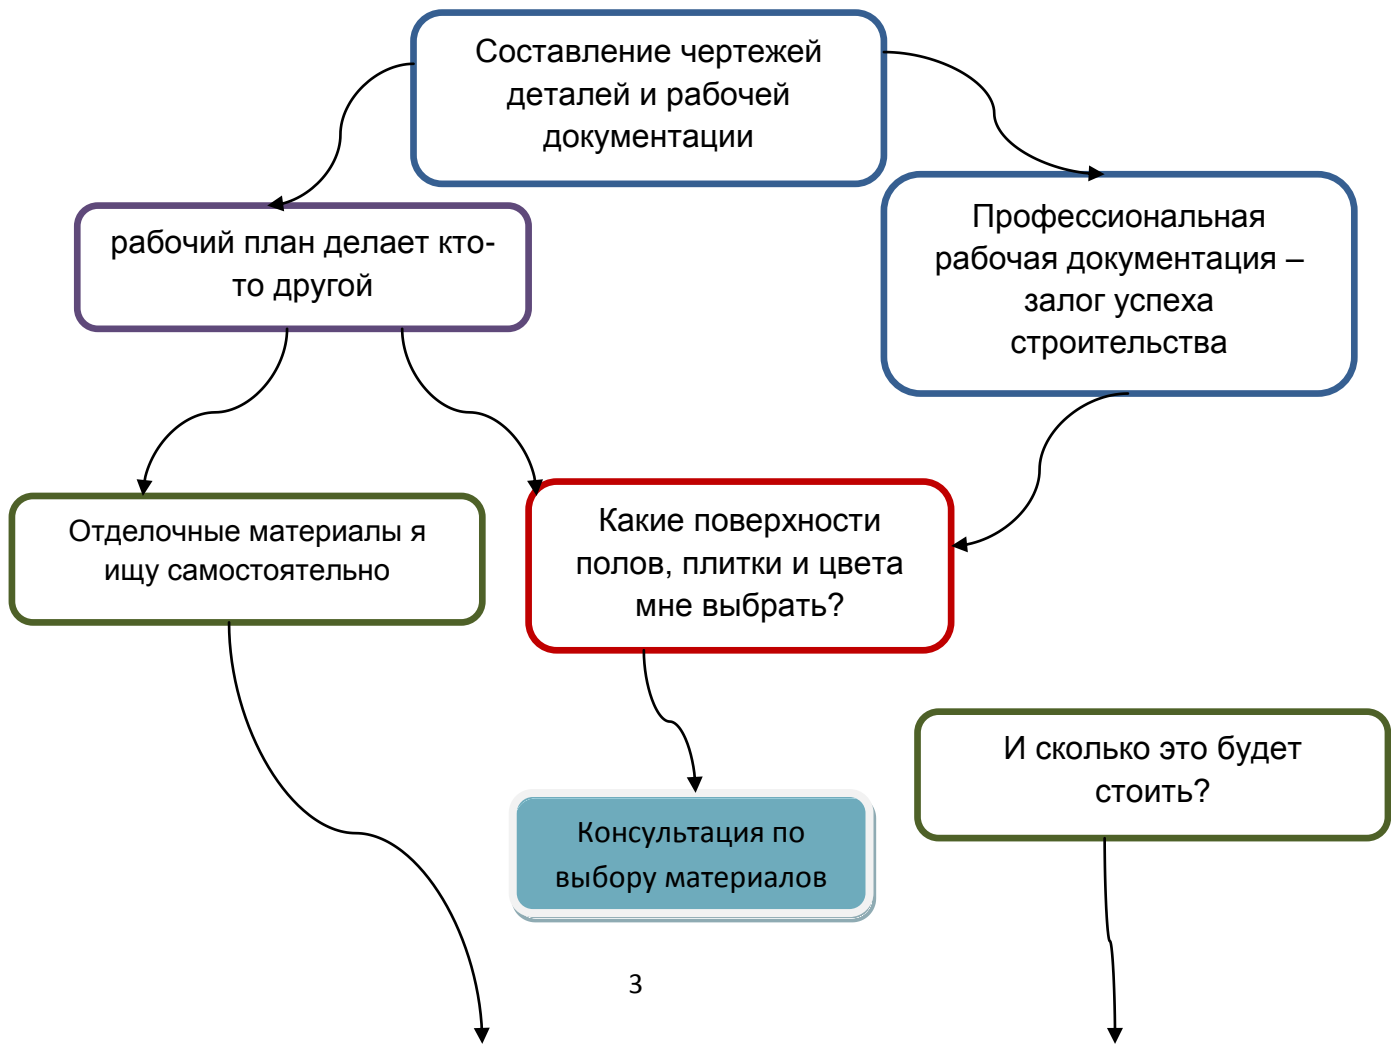 Составление чертежей
деталей и рабочей
документации
рабочий план делает кто-
то другой
Профессиональная
рабочая документация –
залог успеха
строительства
Отделочные материалы я
ищу самостоятельно
Какие поверхности
полов, плитки и цвета
мне выбрать?
И сколько это будет
стоить?
Консультация по
выбору материалов
3